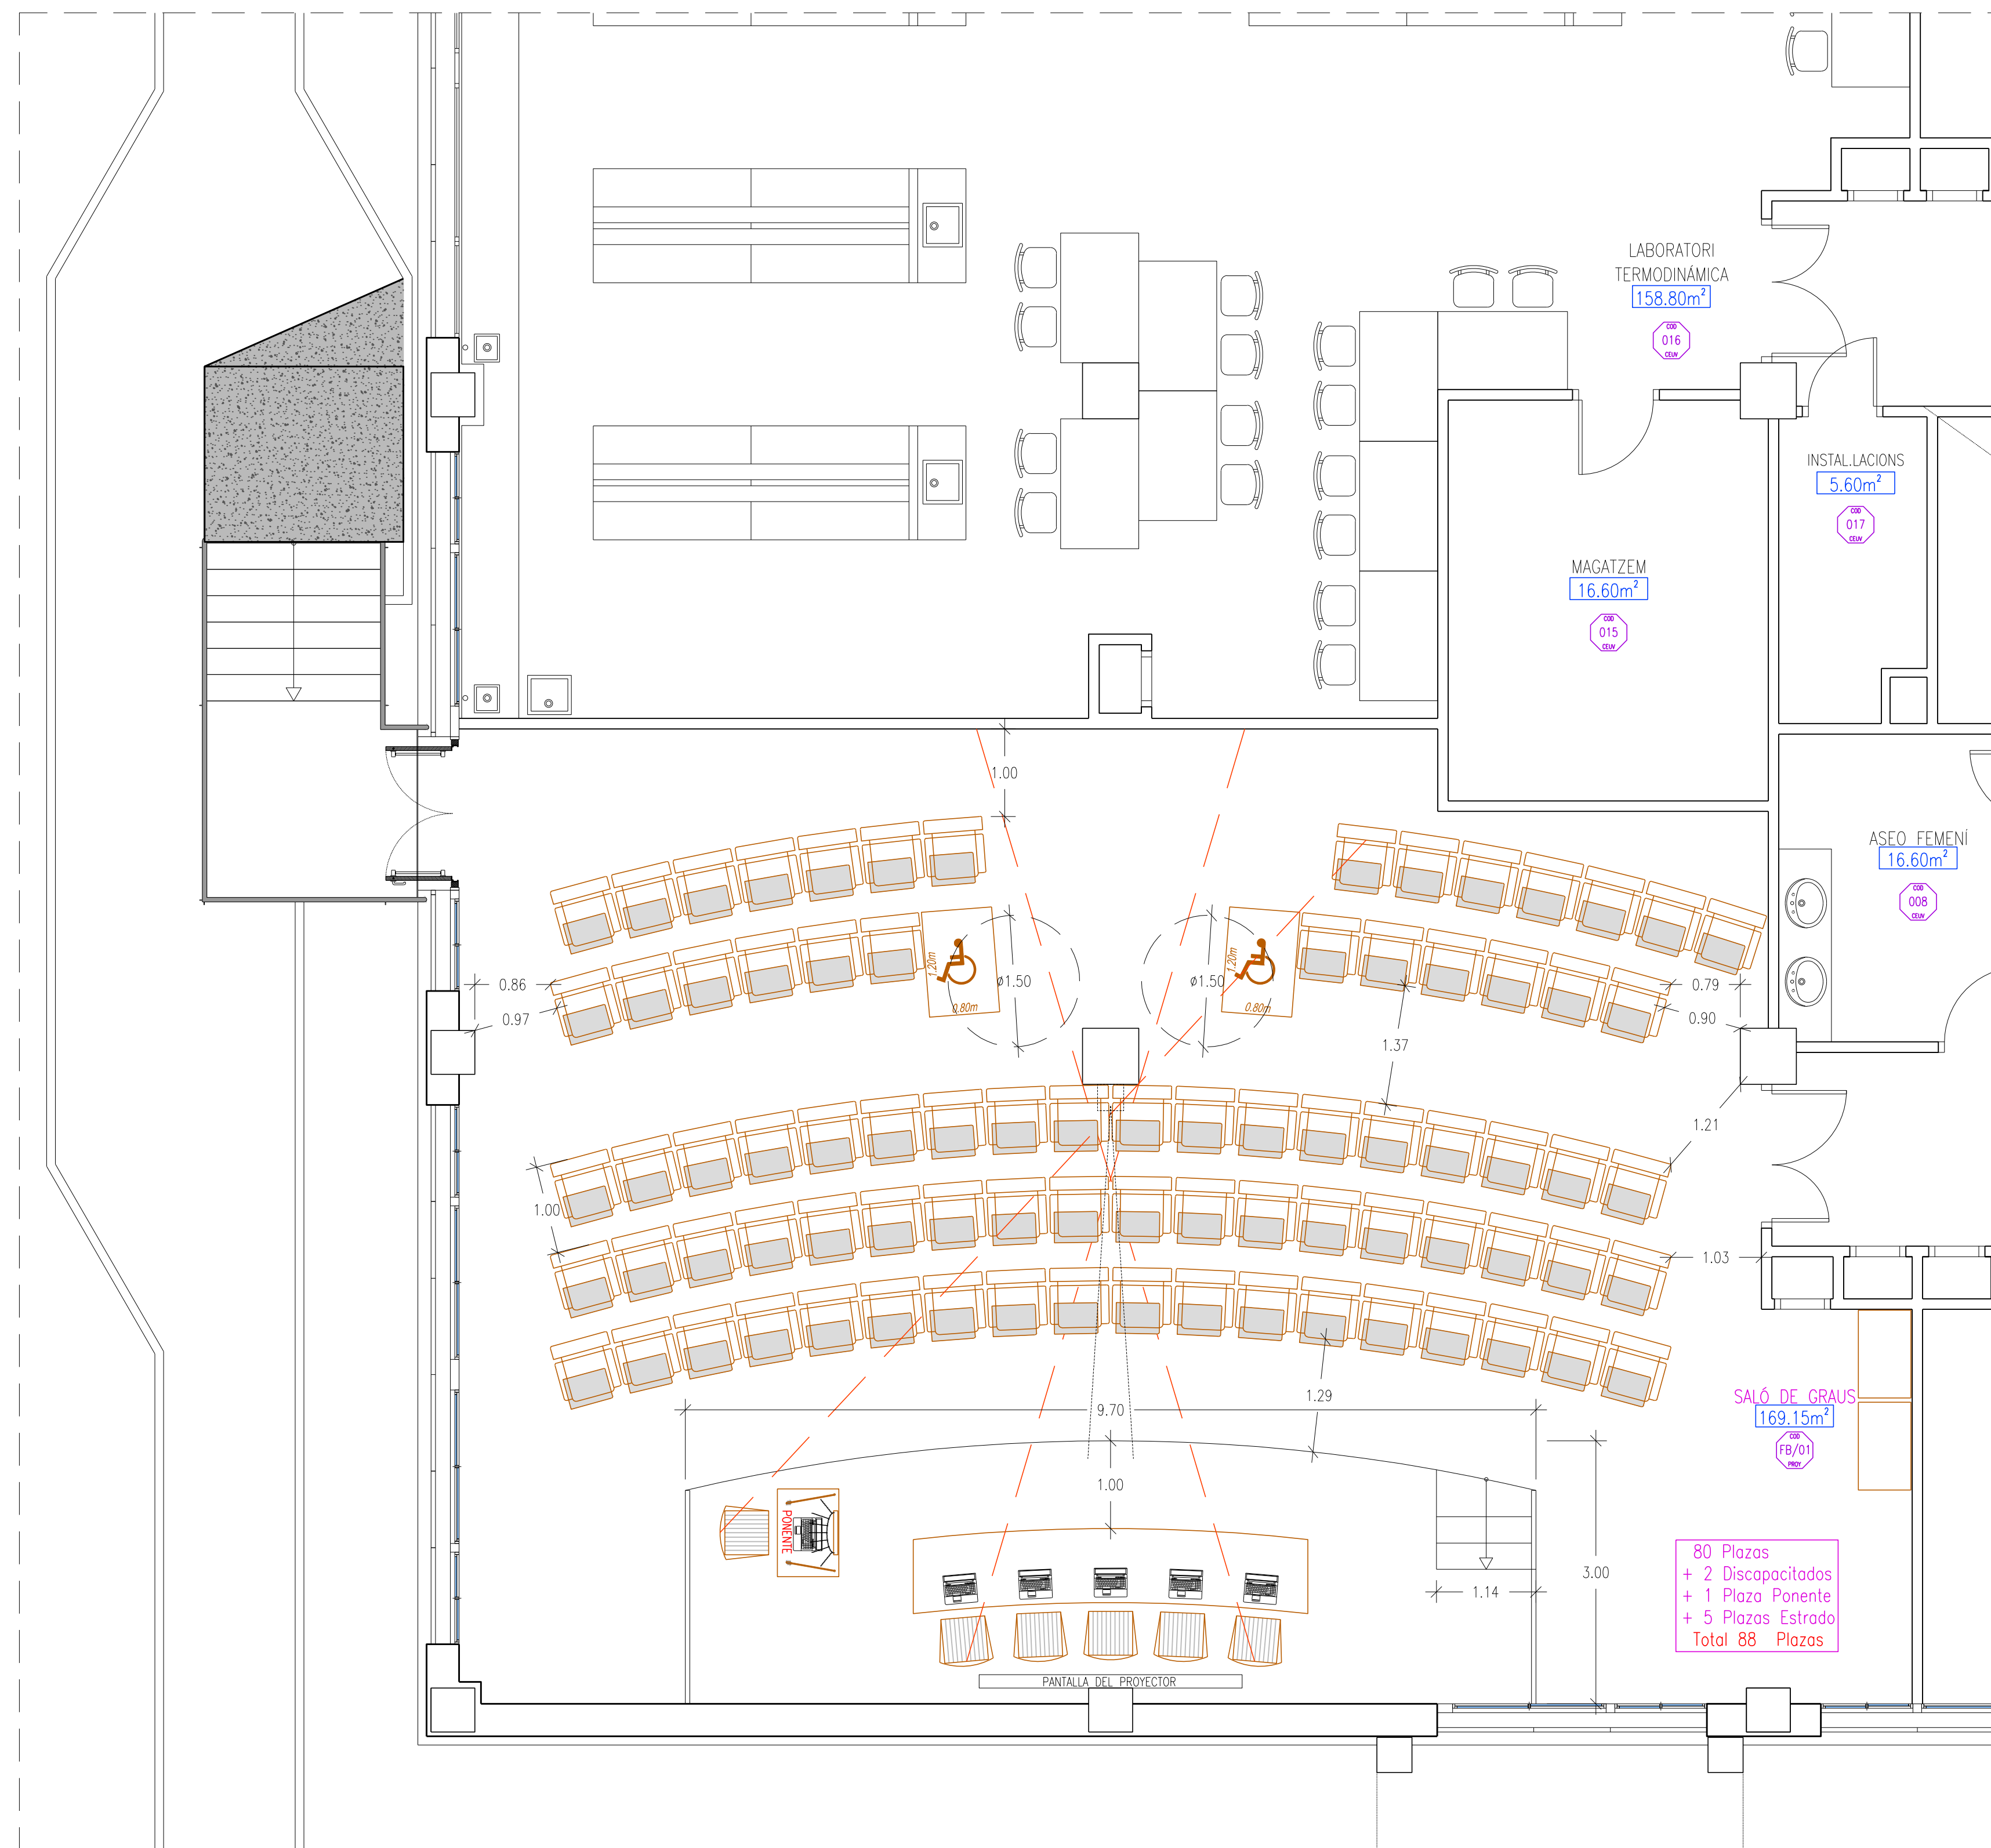 LABORATORI
TERMODINÁMICA
158.80m²
COD
016
CEUV
INSTAL.LACIONS
5.60m²
COD
017
CEUV
MAGATZEM
16.60m²
COD
015
CEUV
1.00
ASEO FEMENÍ
16.60m²
COD
008
CEUV
0.86
0.97
1.20m
0.80m
ø1.50
ø1.50
1.20m
0.80m
0.79
0.90
1.37
1.21
1.00
1.03
1.29
9.70
1.00
SALÓ DE GRAUS
169.15m²
COD
FB/01
PROY
PONENTE
1.14
3.00
80 Plazas
+ 2 Discapacitados
+ 1 Plaza Ponente
+ 5 Plazas Estrado
Total 88 Plazas
PANTALLA DEL PROYECTOR